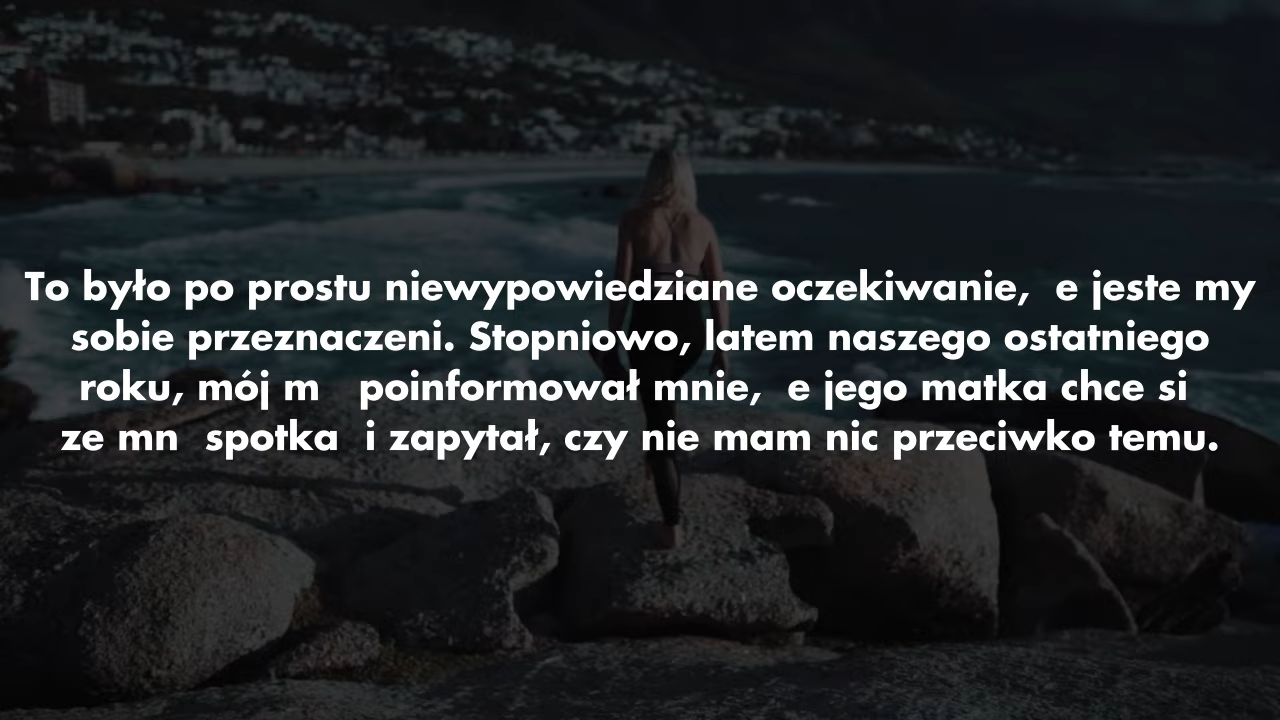 To było po prostu niewypowiedziane oczekiwanie,  e jeste my
sobie przeznaczeni. Stopniowo, latem naszego ostatniego
roku, mój m   poinformował mnie,  e jego matka chce si
ze mn  spotka  i zapytał, czy nie mam nic przeciwko temu.